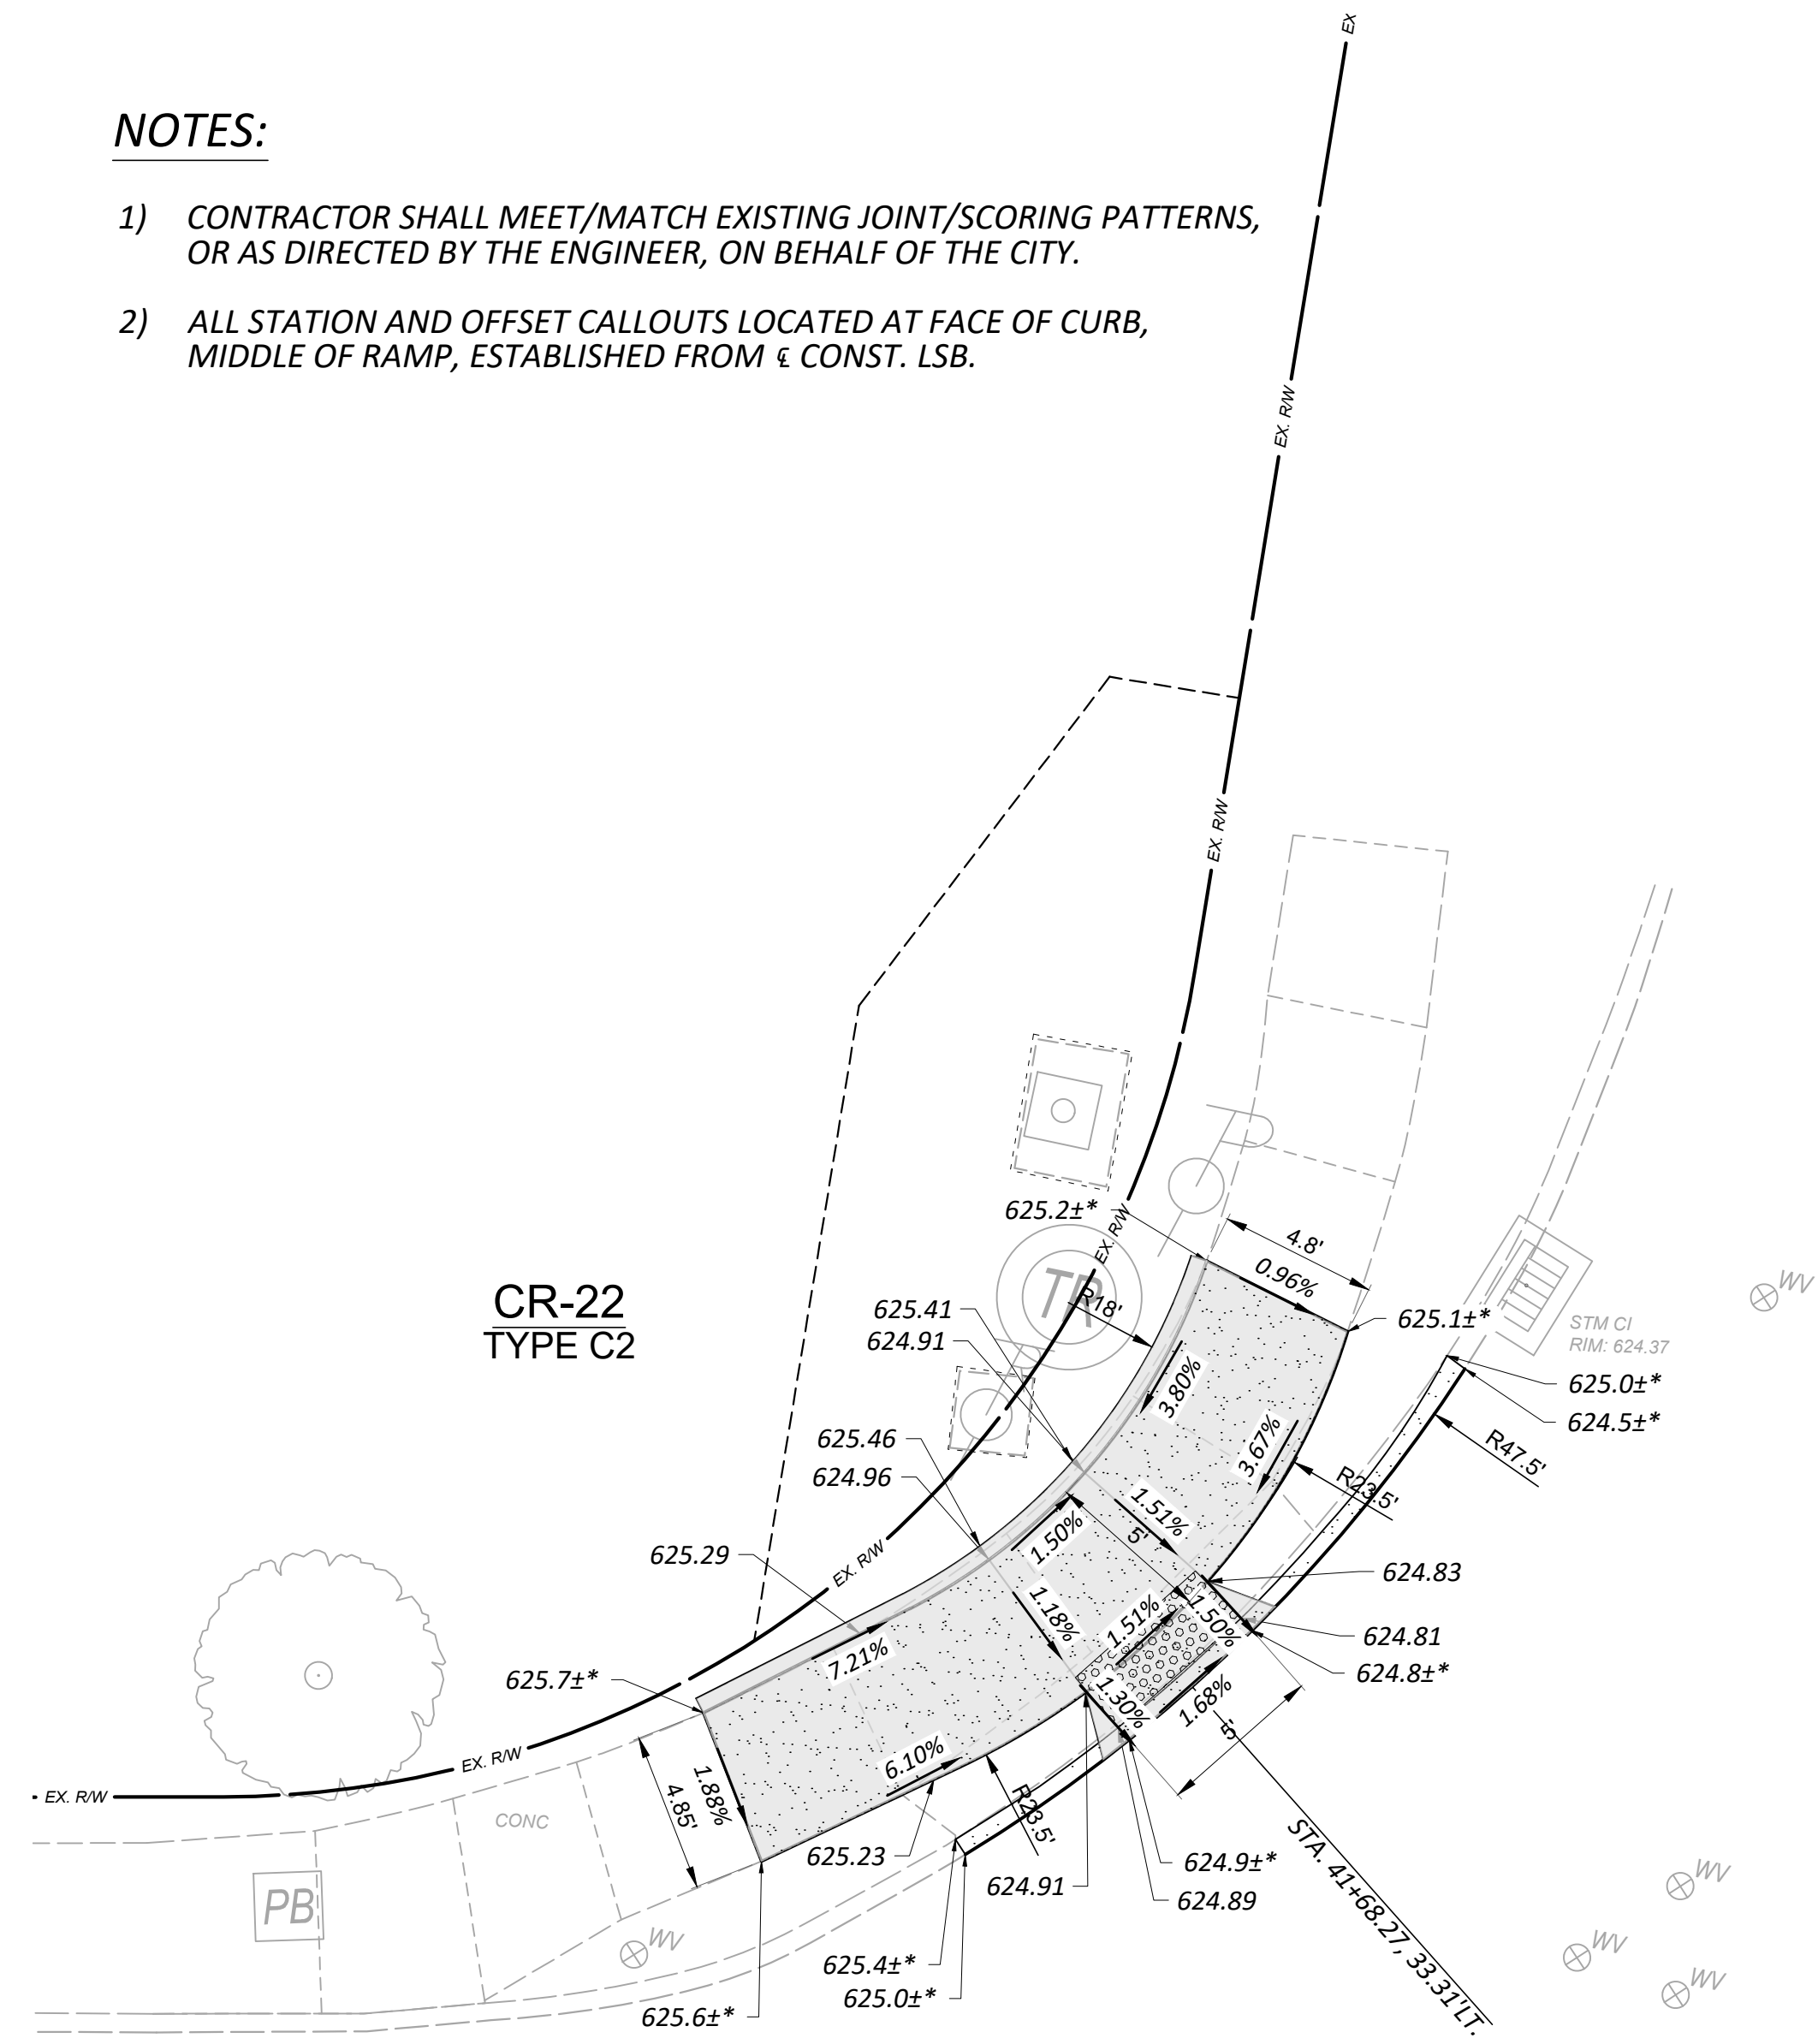 EX
NOTES:
1) CONTRACTOR SHALL MEET/MATCH EXISTING JOINT/SCORING PATTERNS,
OR AS DIRECTED BY THE ENGINEER, ON BEHALF OF THE CITY.
2) ALL STATION AND OFFSET CALLOUTS LOCATED AT FACE OF CURB,
MIDDLE OF RAMP, ESTABLISHED FROM ℄ CONST. LSB.
EX. R/W
EX. R/W
625.2±*
EX. R/W
4.8'
0.96%
TR
R18'
CR-22
TYPE C2
625.41
624.91
625.1±*
STM CI
RIM: 624.37
WV
3.80%
625.0±*
624.5±*
625.46
624.96
3.67%
R47.5'
R23.5'
1.51%
5'
1.50%
625.29
EX. R/W
624.83
1.18%
1.51%
1.50%
624.81
624.8±*
7.21%
625.7±*
1.30%
1.68%
5'
EX. R/W
6.10%
EX. R/W
1.88%
4.85'
CONC
R23.5'
625.23
624.91
624.9±*
624.89
STA. 41+68.27, 33.31'LT.
PB
WV
WV
WV
WV
625.4±*
625.0±*
625.6±*